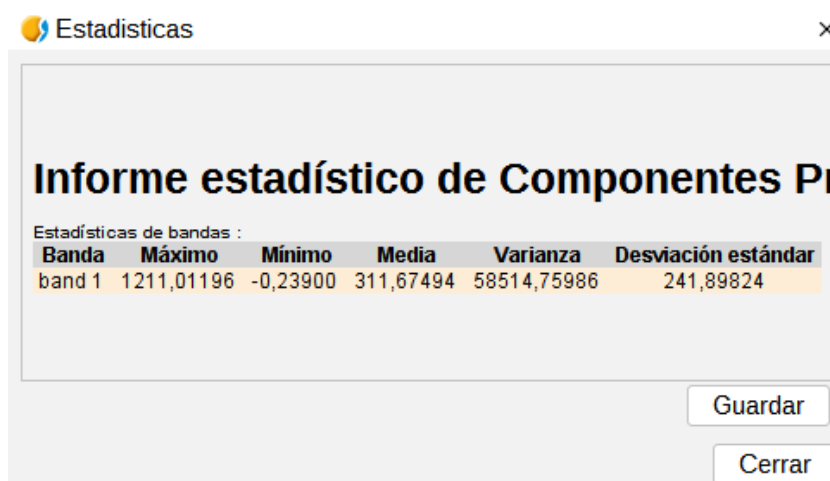 Estadisticas
Informe estadístico de Componentes Pr
Estadísticas de bandas :
Banda Máximo Mínimo Media Varianza Desviación estándar
band 1 1211,01196 -0,23900 311,67494 58514,75986 241,89824
Guardar
Cerrar